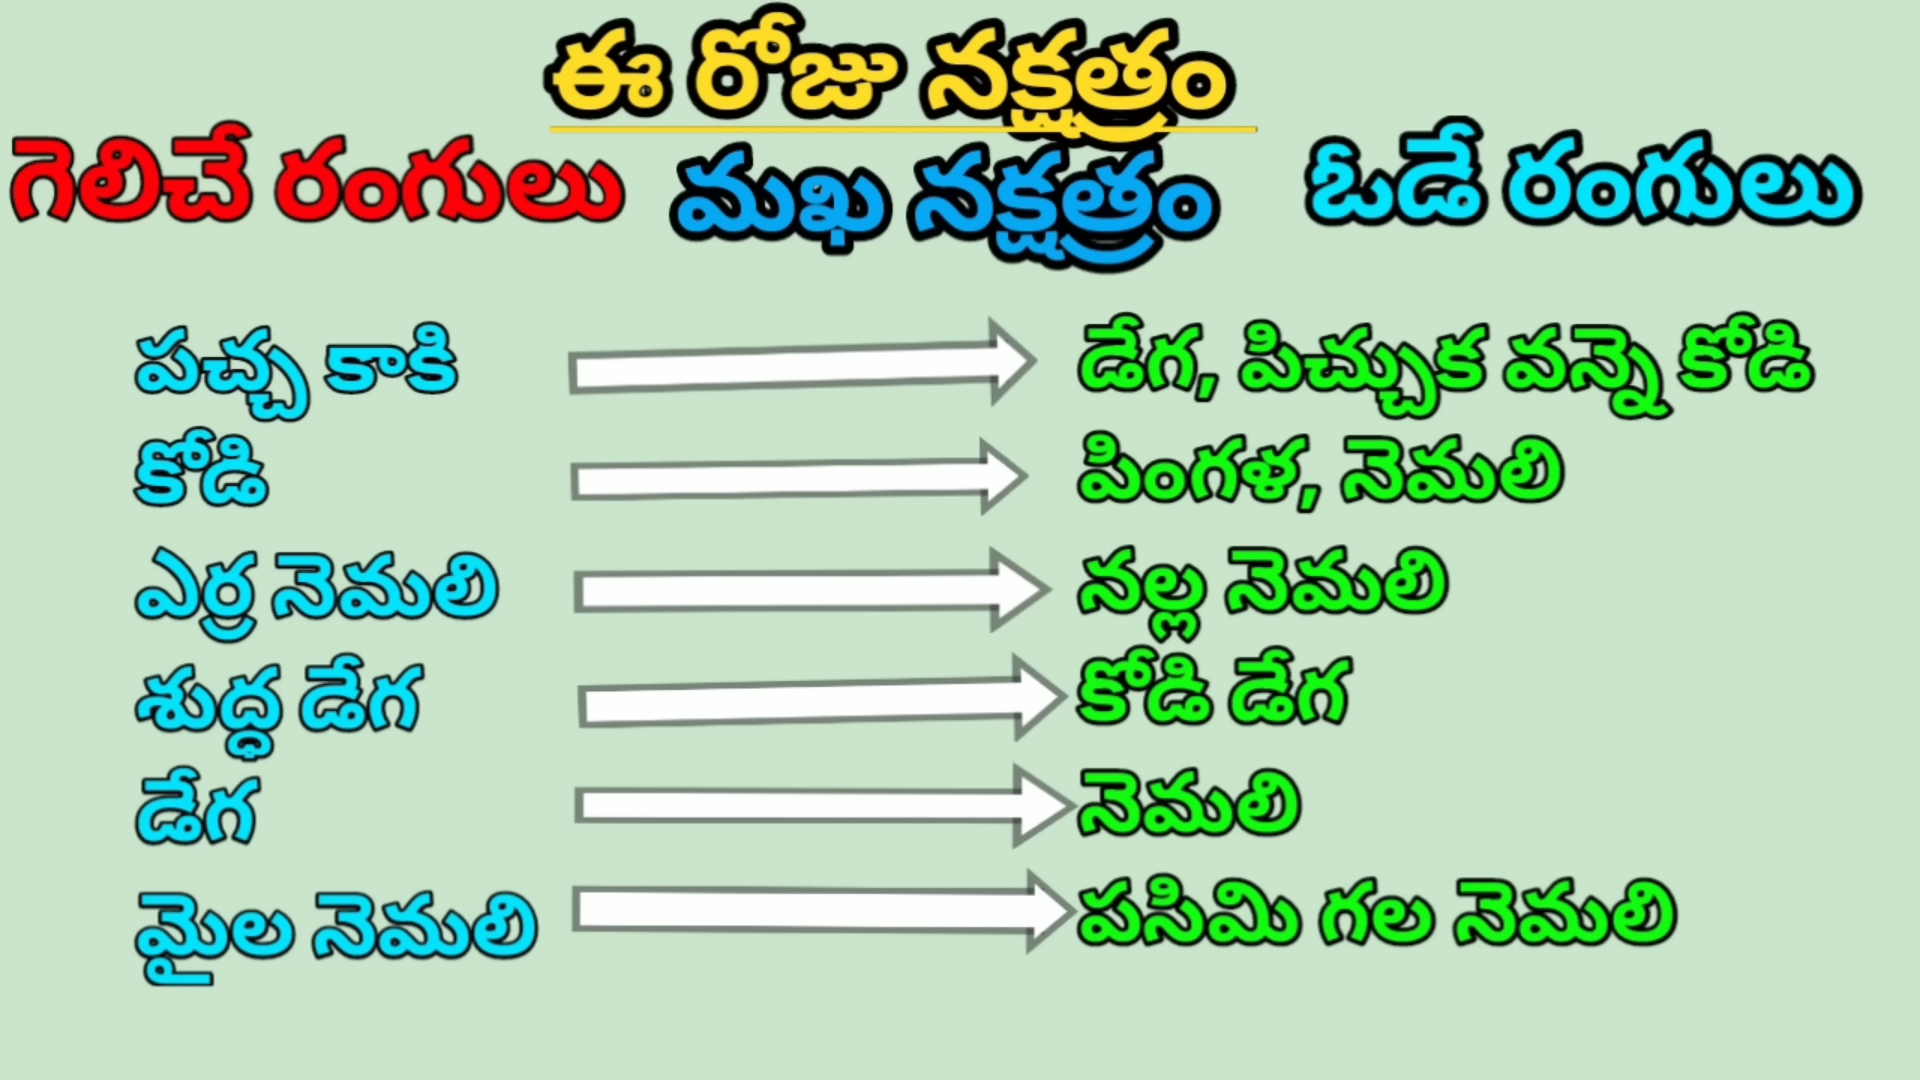 ఈ రోజు నక్షత్రం
గెలిచే రంగులు మఖ నక్షత్రం ఓడే రంగులు
పచ్చ కాకి డేగ, పిచ్చుక వన్నె కోడి
కోడి పింగళ, నెమలి
ఎర్ర నెమలి నల్ల నెమలి
శుద్ధ డేగ కోడి డేగ
డేగ నెమలి
మైల నెమలి పసిమి గల నెమలి